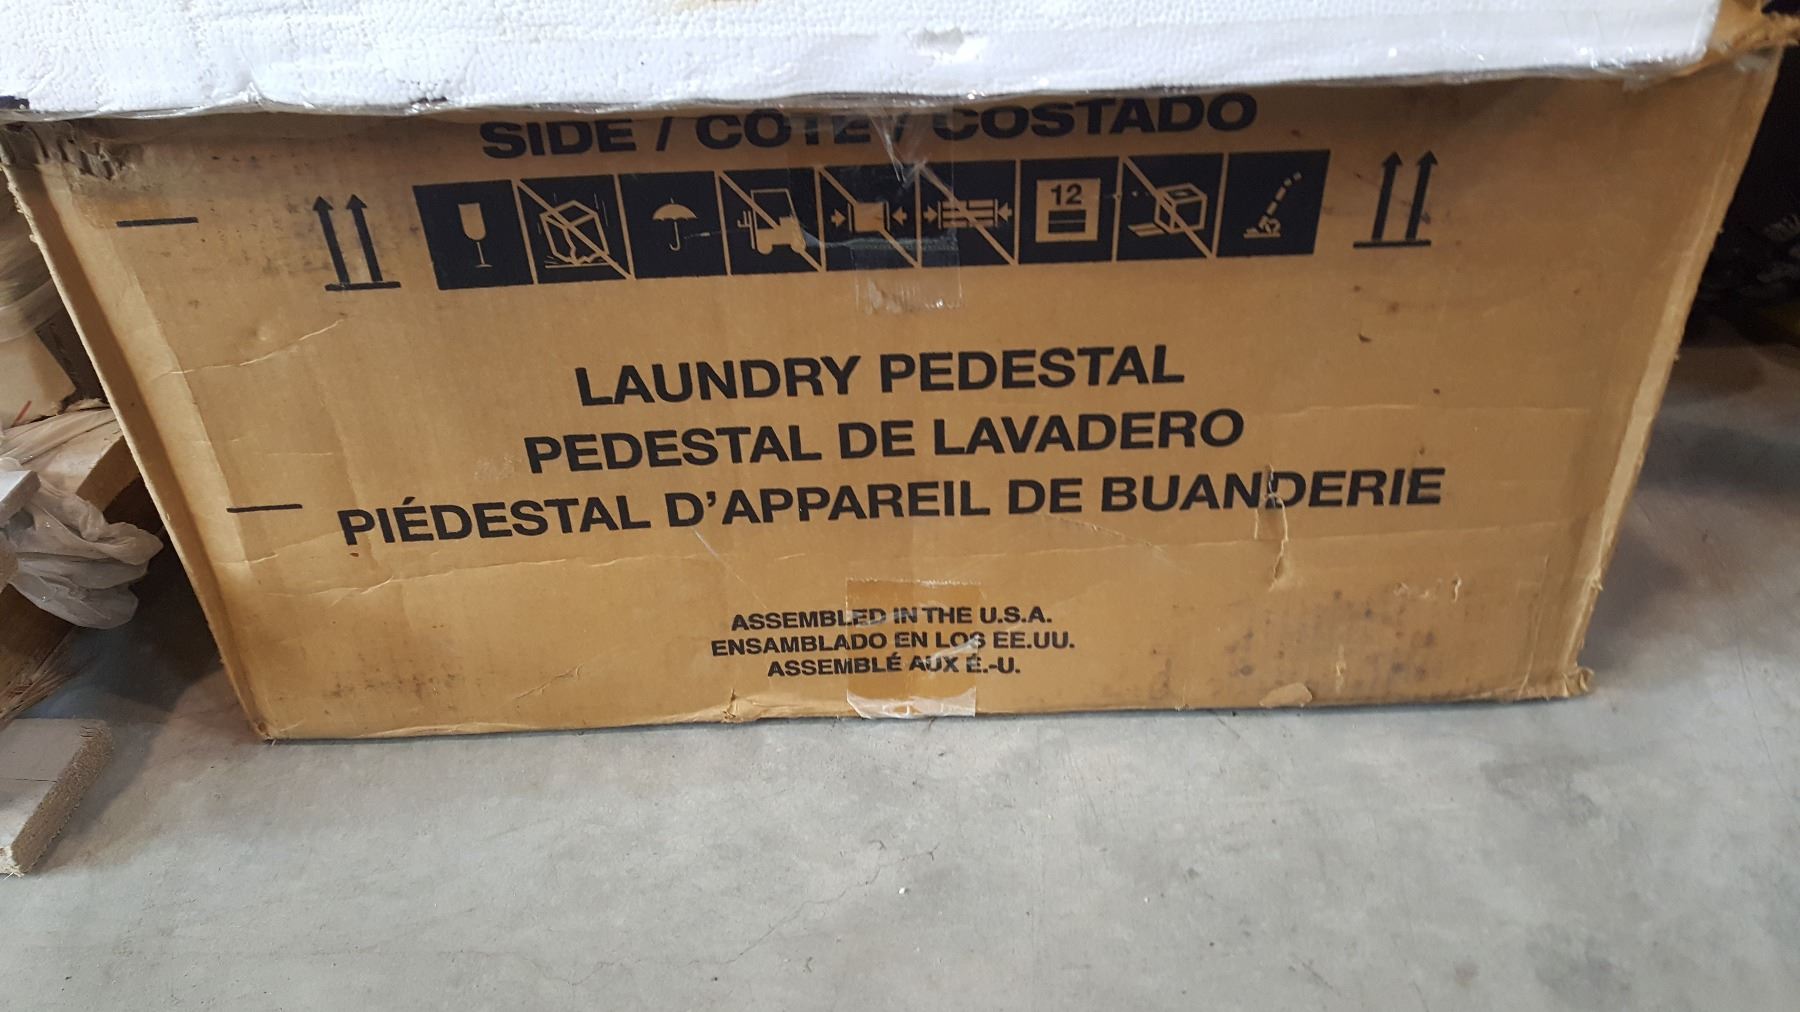 SIDE / CÔTÉ / COSTADO
12
LAUNDRY PEDESTAL
PEDESTAL DE LAVADERO
PIÉDESTAL D'APPAREIL DE BUANDERIE
ASSEMBLED IN THE U.S.A.
ENSAMBLADO EN LOS EE.UU.
ASSEMBLÉ AUX É.-U.